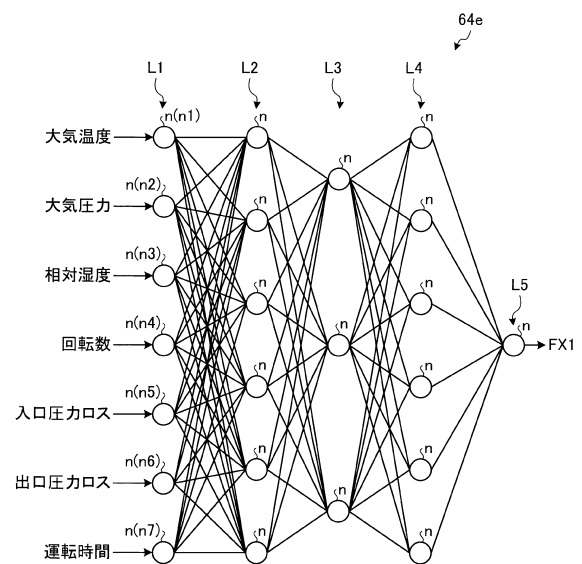 64e
L1 L2 L3 L4
n(n1) n n
大気温度
n
n(n2) n n
大気圧力
n(n3) n n
相対湿度
L5
n(n4) n n
回転数 FX1
n(n5) n n
入口圧力ロス
n(n6) n n
出口圧力ロス
n
n(n7) n n
運転時間